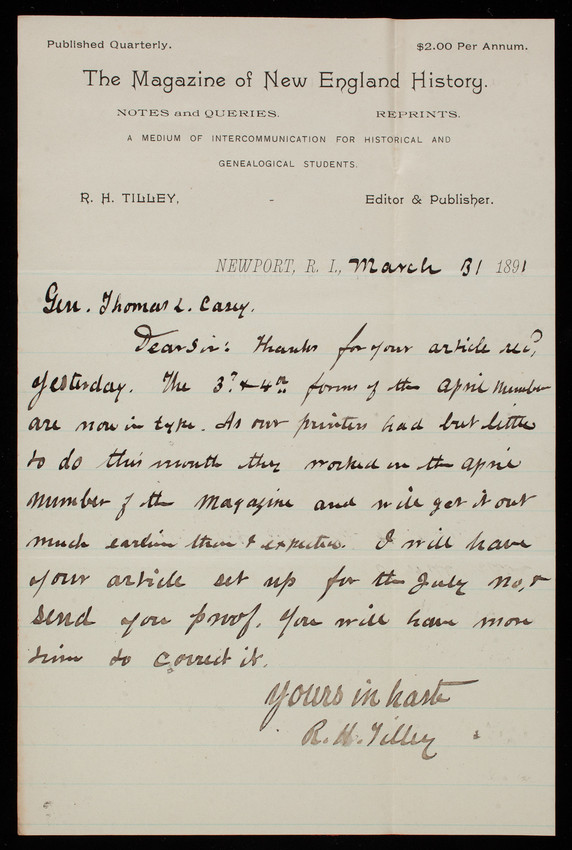 Published Quarterly. $2.00 Per Annum.
The Magazine of New England History.
NOTES and QUERIES. REPRINTS.
A MEDIUM OF INTERCOMMUNICATION FOR HISTORICAL AND
GENEALOGICAL STUDENTS.
R. H. TILLEY, - Editor & Publisher.
NEWPORT, R. I., March 31 1891
Gen. Thomas L. Casey.
Dear Sir: Thanks for your article rec'd
yesterday. The 3d & 4th forms of the April number
are now in type. As our printers had but little
to do this month they worked on the April
number of the Magazine and will get it out
much earlier than I expected. I will have
your article set up for the July no, &
send you proof. You will have more
time to correct it.
Yours in haste
R. H. Tilley